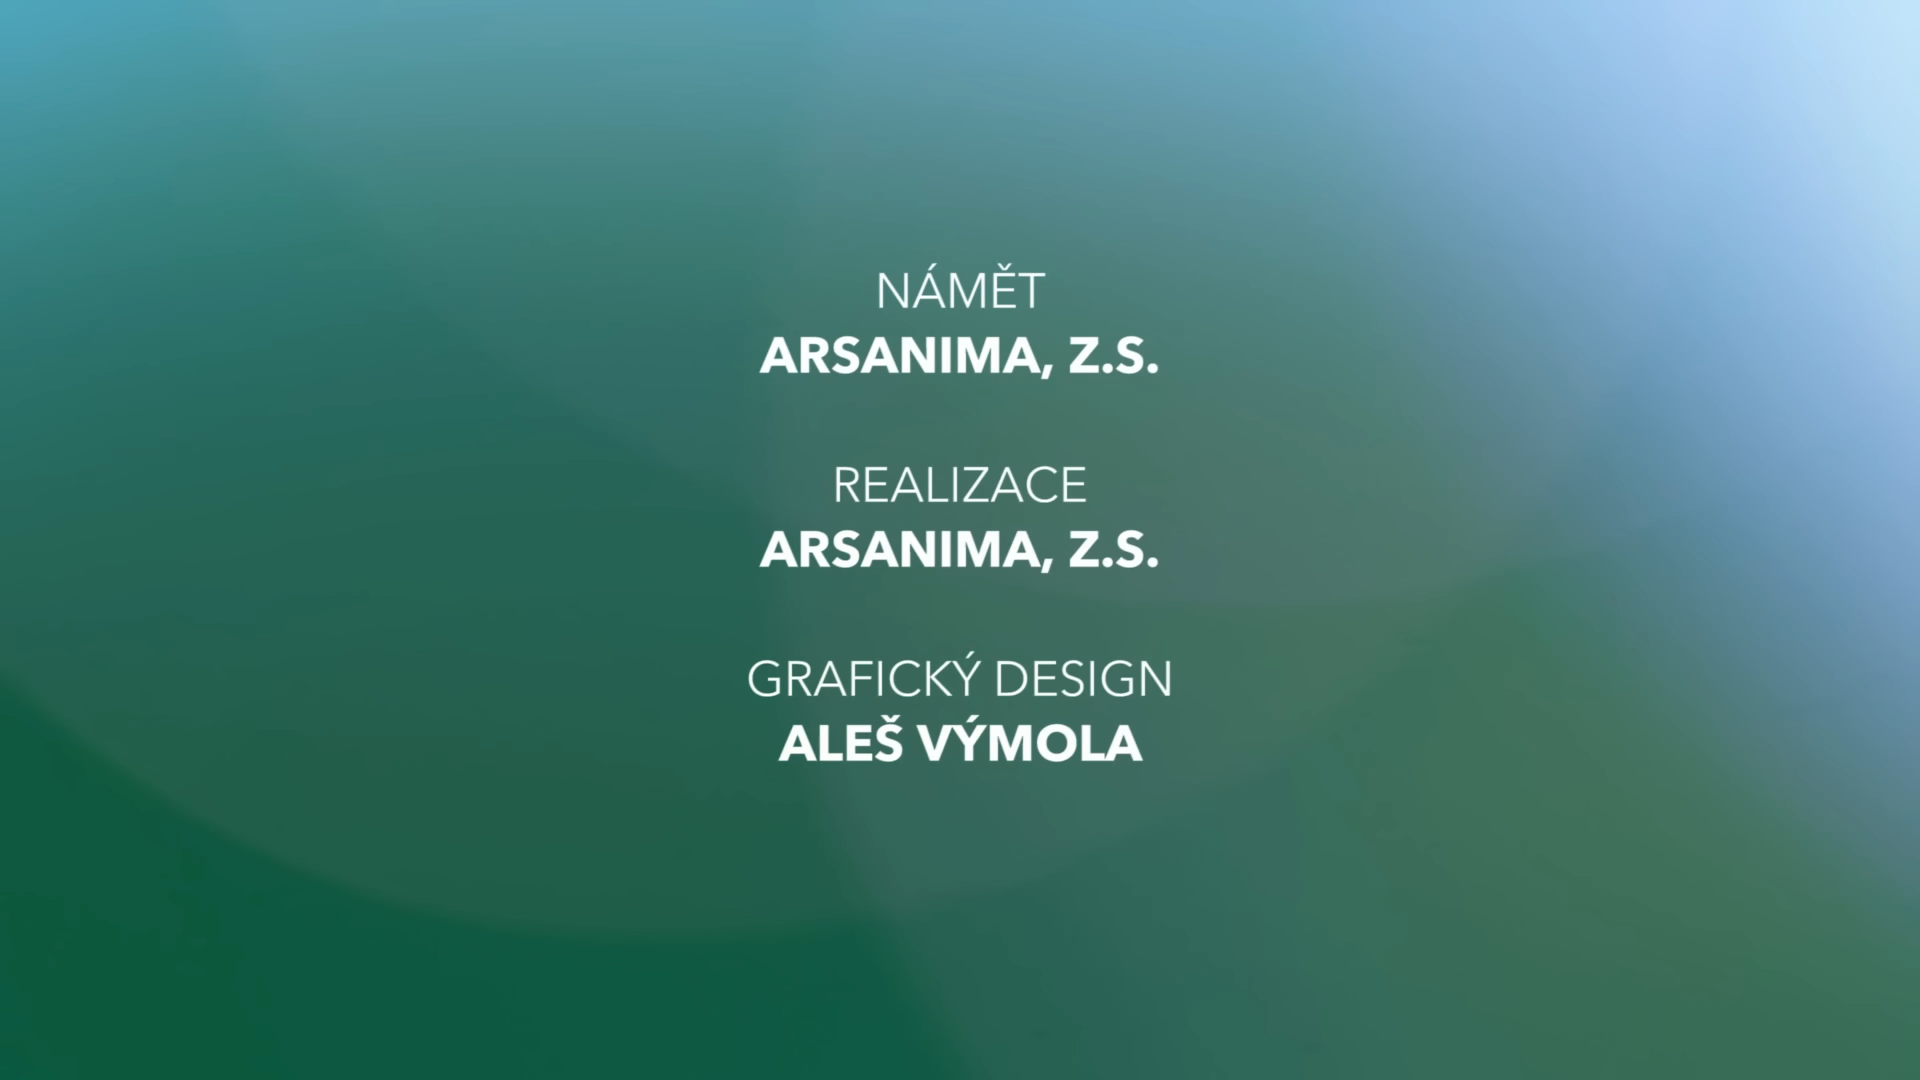 NÁMĚT
ARSANIMA, Z.S.
REALIZACE
ARSANIMA, Z.S.
GRAFICKÝ DESIGN
ALEŠ VÝMOLA